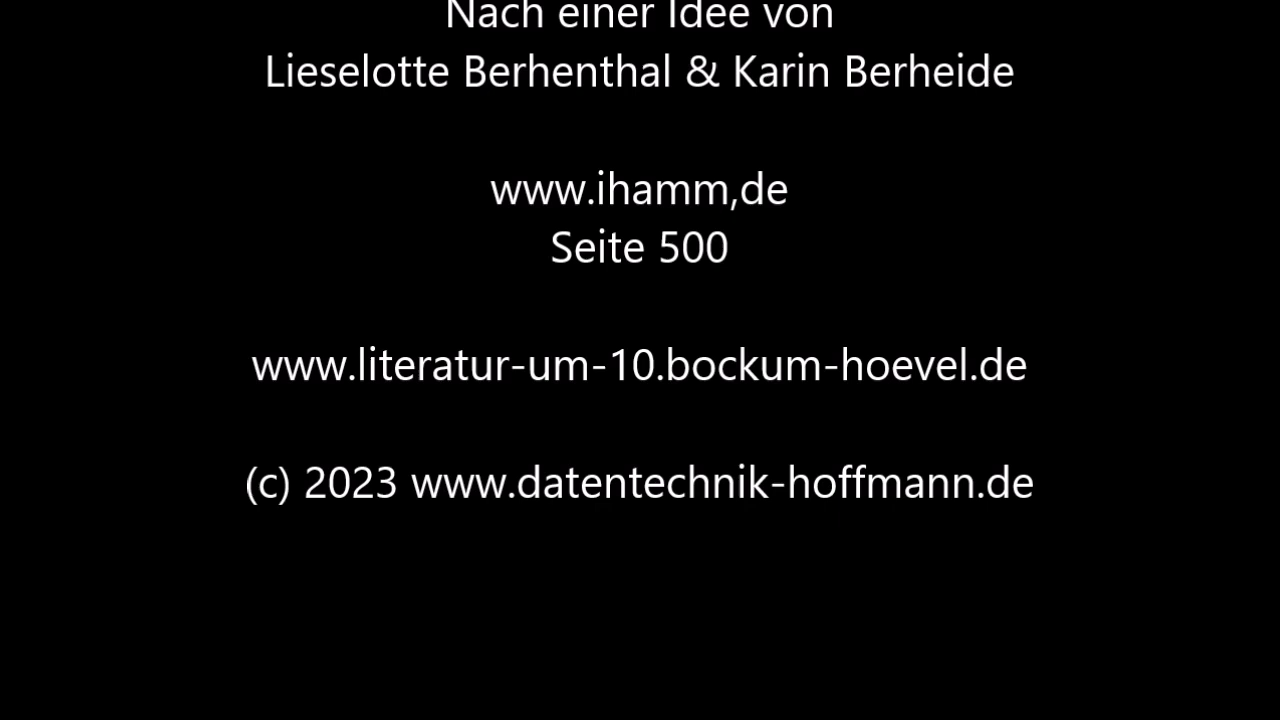 Nach einer Idee von
Lieselotte Berhenthal & Karin Berheide
www.ihamm,de
Seite 500
www.literatur-um-10.bockum-hoevel.de
(c) 2023 www.datentechnik-hoffmann.de